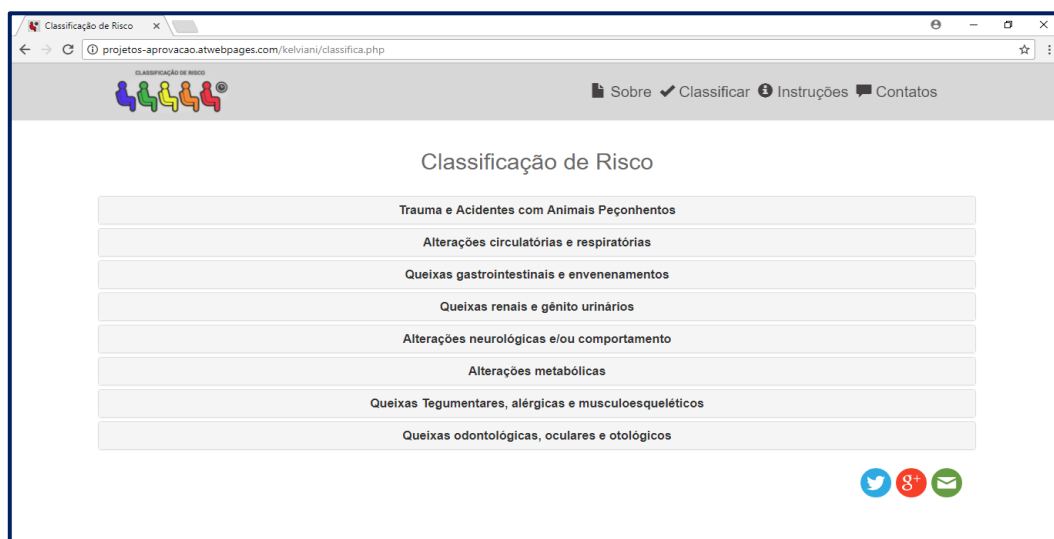 Classificação de Risco
projetos-aprovacao.atwebpages.com/kelviani/classifica.php
CLASSIFICAÇÃO DE RISCO
Sobre Classificar Instruções Contatos
Classificação de Risco
Trauma e Acidentes com Animais Peçonhentos
Alterações circulatórias e respiratórias
Queixas gastrointestinais e envenenamentos
Queixas renais e gênito urinários
Alterações neurológicas e/ou comportamento
Alterações metabólicas
Queixas Tegumentares, alérgicas e musculoesqueléticos
Queixas odontológicas, oculares e otológicos
g+